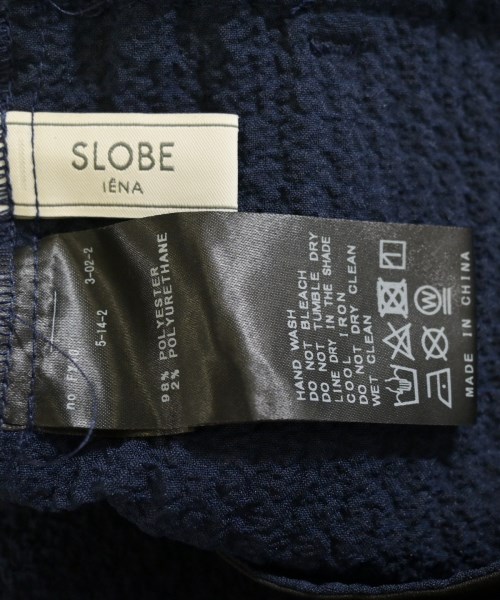 SLOBE
IÉNA
3-02-2
5-14-2
98% POLYESTER
2% POLYURETHANE
HAND WASH
DO NOT BLEACH
DO NOT TUMBLE DRY
LINE DRY IN THE SHADE
COOL IRON
DO NOT DRY CLEAN
WET CLEAN
MADE IN CHINA